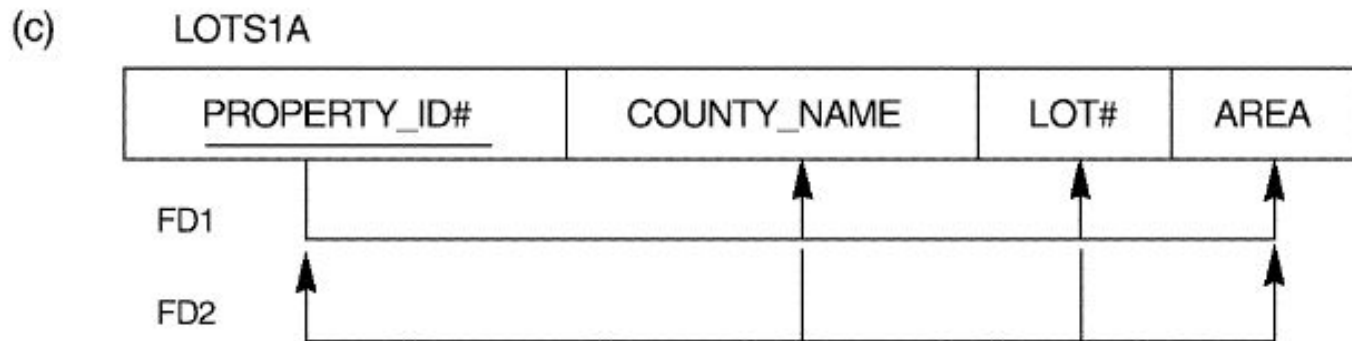 (c) LOTS1A
PROPERTY_ID# COUNTY_NAME LOT# AREA
FD1
FD2